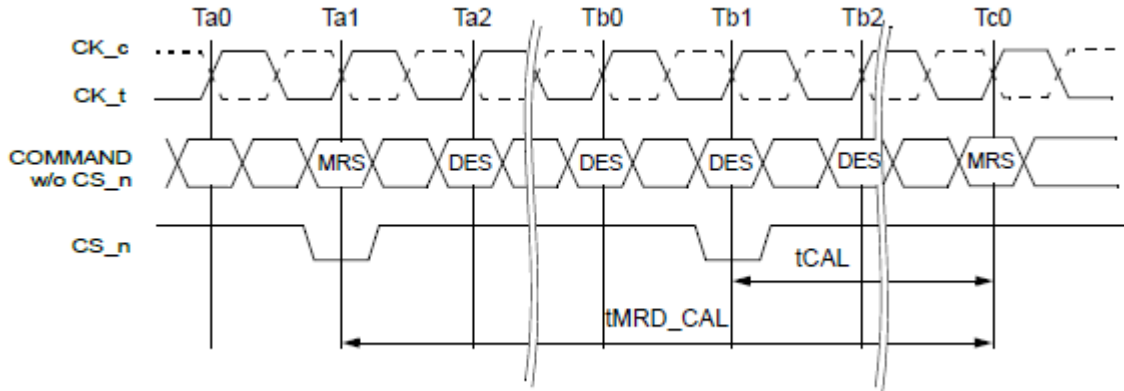 Ta0 Ta1 Ta2 Tb0 Tb1 Tb2 Tc0
CK_c
CK_t
COMMAND MRS DES DES DES DES MRS
w/o CS_n
CS_n
tCAL
tMRD_CAL